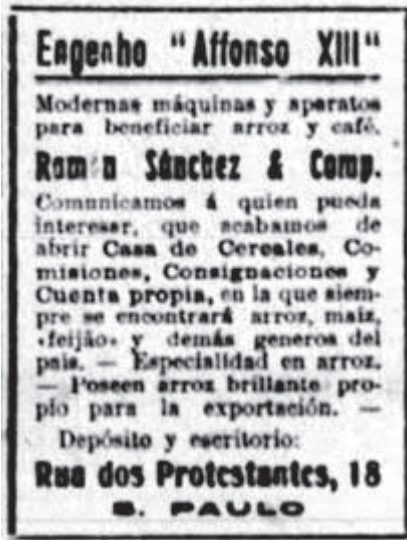 Engenho "Affonso XIII"
Modernas máquinas y aparatos
para beneficiar arroz y café.
Ramón Sánchez & Comp.
Comunicamos á quien pueda
interesar, que acabamos de
abrir Casa de Cereales, Co-
misiones, Consignaciones y
Cuenta propia, en la que siem-
pre se encontrará arroz, maiz,
«feijão» y demás generos del
pais. — Especialidad en arroz.
— Poseen arroz brillante pro-
pio para la exportación. —
Depósito y escritorio:
Rua dos Protestantes, 18
S. PAULO